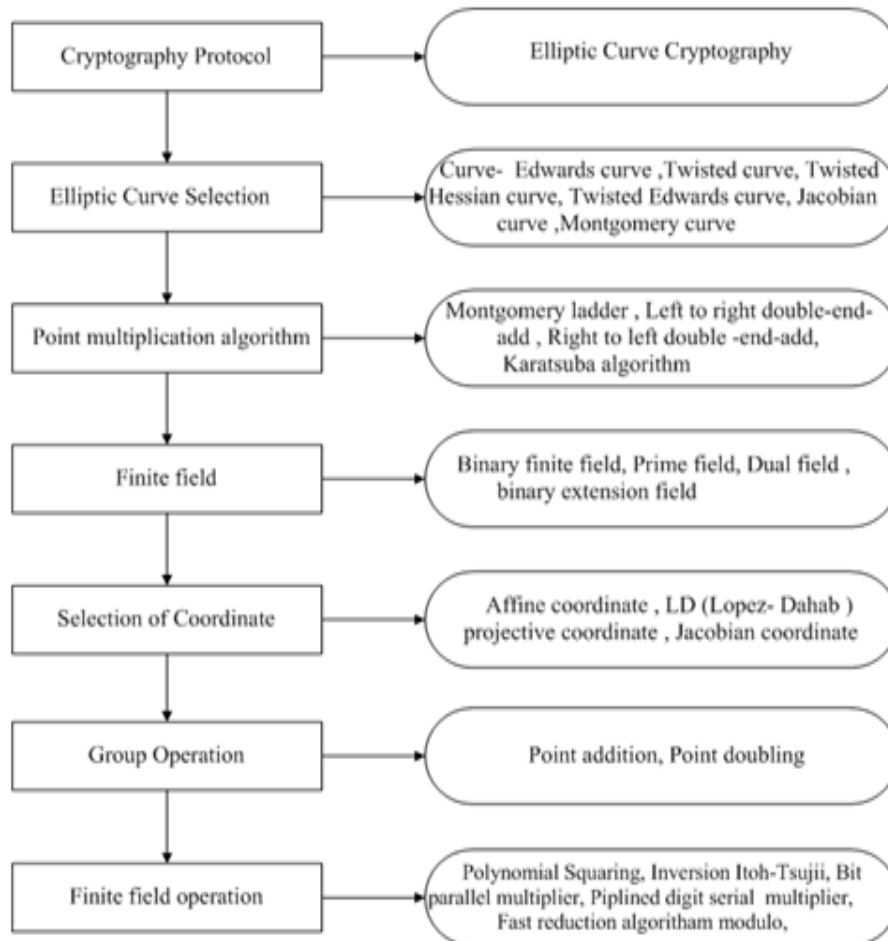 Cryptography Protocol
Elliptic Curve Cryptography
Elliptic Curve Selection
Curve- Edwards curve ,Twisted curve, Twisted
Hessian curve, Twisted Edwards curve, Jacobian
curve ,Montgomery curve
Point multiplication algorithm
Montgomery ladder , Left to right double-end-
add , Right to left double -end-add,
Karatsuba algorithm
Finite field
Binary finite field, Prime field, Dual field ,
binary extension field
Selection of Coordinate
Affine coordinate , LD (Lopez- Dahab )
projective coordinate , Jacobian coordinate
Group Operation
Point addition, Point doubling
Finite field operation
Polynomial Squaring, Inversion Itoh-Tsujii, Bit
parallel multiplier, Piplined digit serial multiplier,
Fast reduction algoritham modulo,